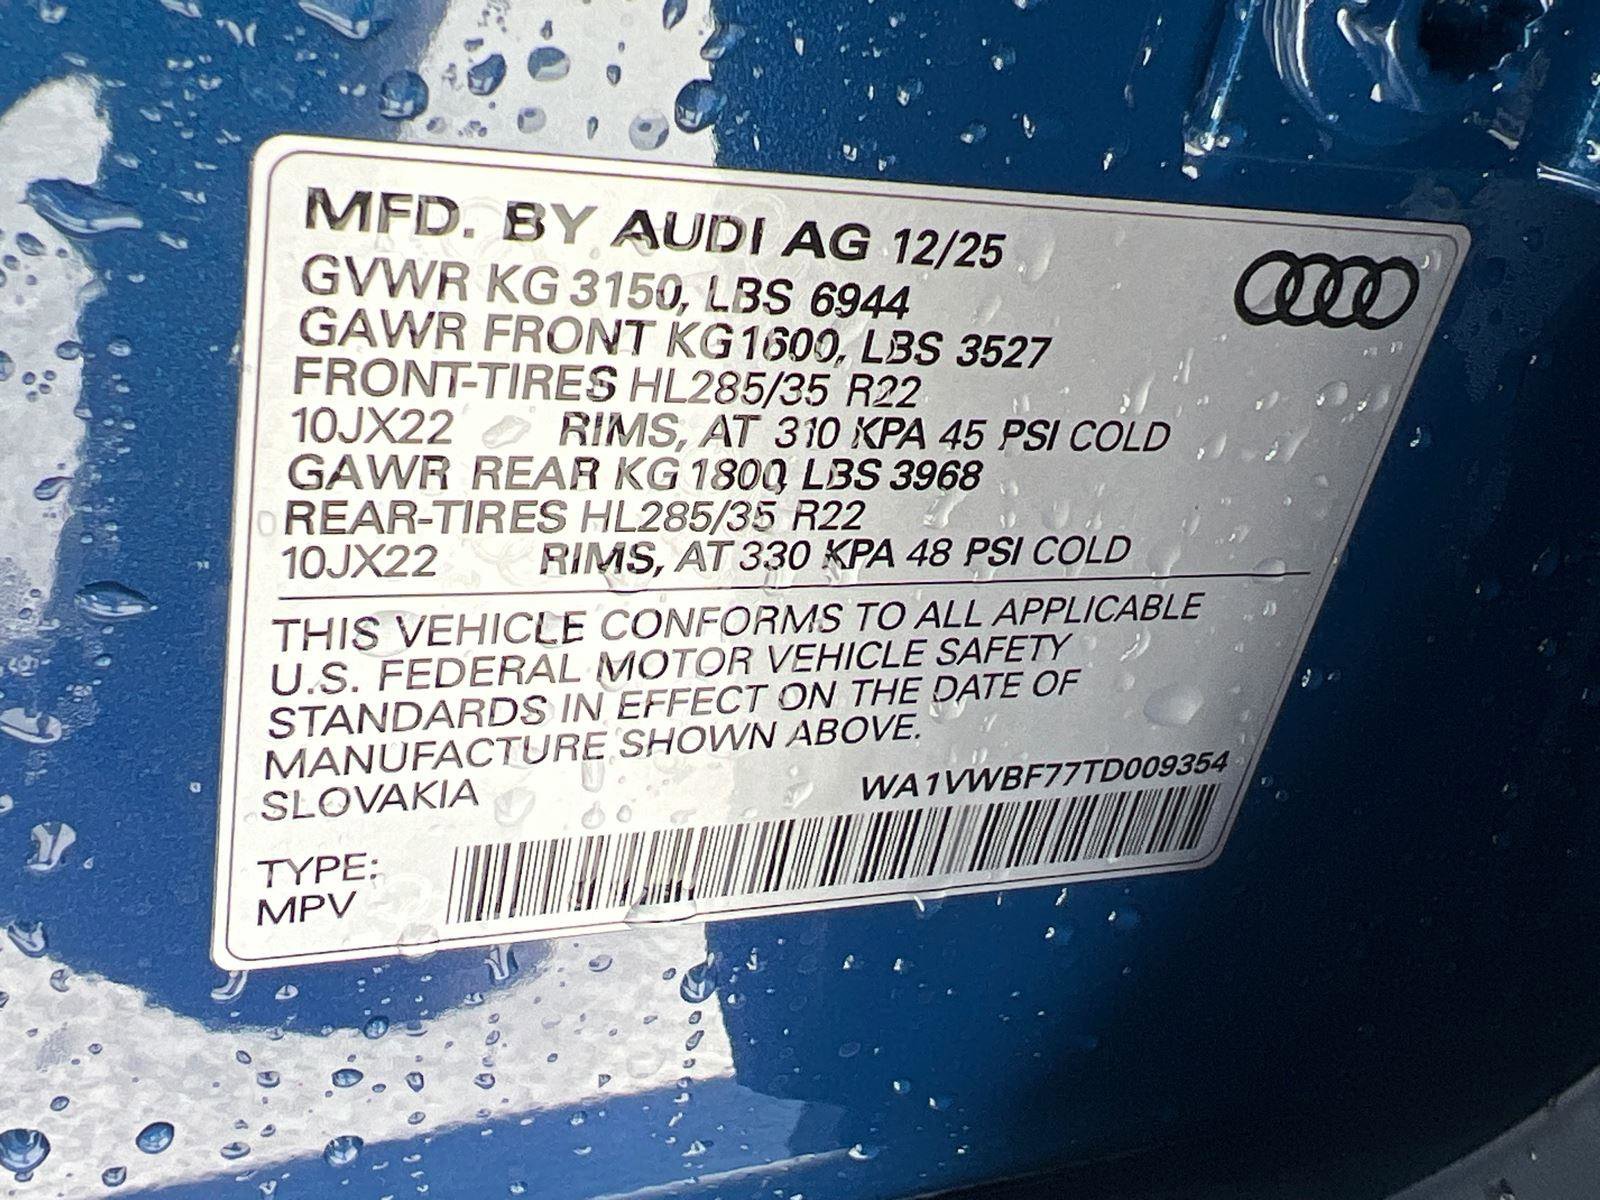 MFD. BY AUDI AG 12/25
GVWR KG 3150, LBS 6944
GAWR FRONT KG 1600, LBS 3527
FRONT-TIRES HL285/35 R22
10JX22 RIMS, AT 310 KPA 45 PSI COLD
GAWR REAR KG 1800, LBS 3968
REAR-TIRES HL285/35 R22
10JX22 RIMS, AT 330 KPA 48 PSI COLD
THIS VEHICLE CONFORMS TO ALL APPLICABLE
U.S. FEDERAL MOTOR VEHICLE SAFETY
STANDARDS IN EFFECT ON THE DATE OF
MANUFACTURE SHOWN ABOVE.
SLOVAKIA WA1VWBF77TD009354
TYPE:
MPV